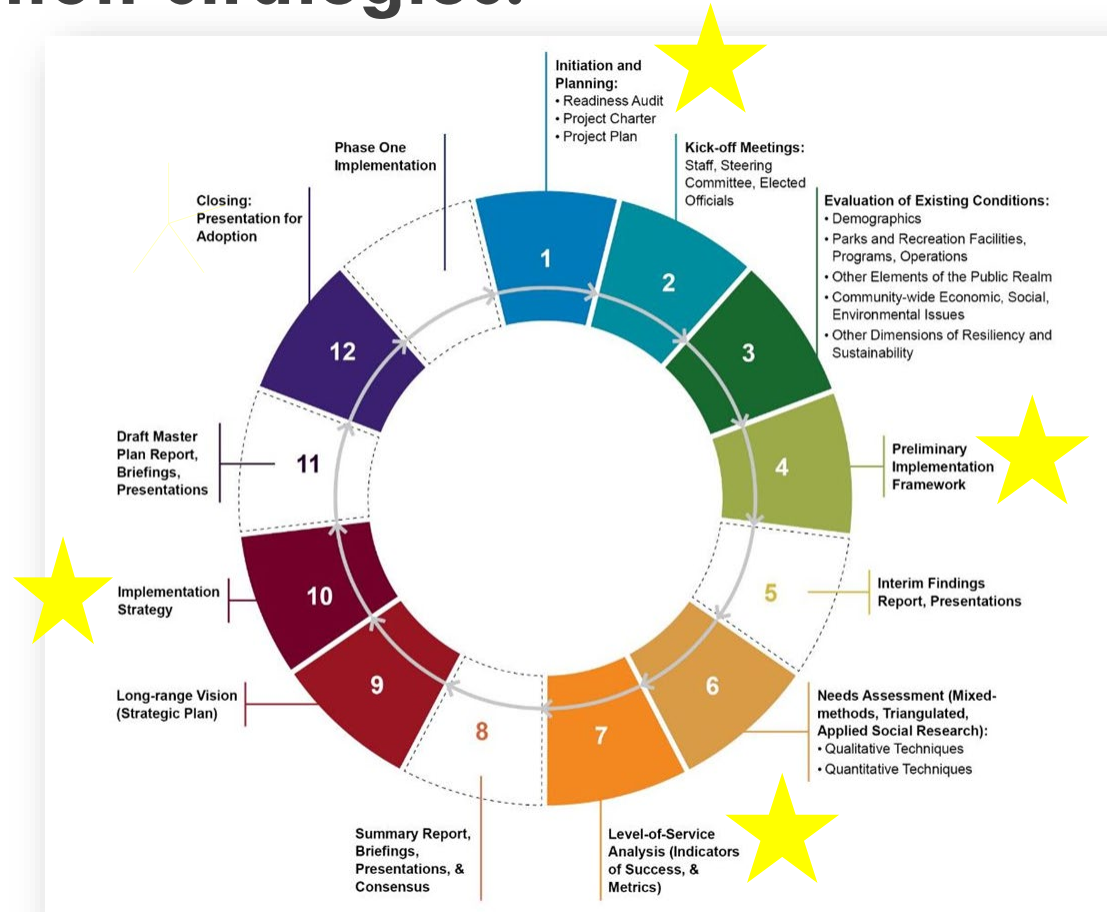 Initiation and
Planning:
• Readiness Audit
• Project Charter
• Project Plan
Kick-off Meetings:
Staff, Steering
Committee, Elected
Officials
Evaluation of Existing Conditions:
• Demographics
• Parks and Recreation Facilities,
Programs, Operations
• Other Elements of the Public Realm
• Community-wide Economic, Social,
Environmental Issues
• Other Dimensions of Resiliency and
Sustainability
Preliminary
Implementation
Framework
Interim Findings
Report, Presentations
Needs Assessment (Mixed-
methods, Triangulated,
Applied Social Research):
• Qualitative Techniques
• Quantitative Techniques
Level-of-Service
Analysis (Indicators
of Success, &
Metrics)
Summary Report,
Briefings,
Presentations, &
Consensus
Long-range Vision
(Strategic Plan)
Implementation
Strategy
Draft Master
Plan Report,
Briefings,
Presentations
Closing:
Presentation for
Adoption
Phase One
Implementation
1
2
3
4
5
6
7
8
9
10
11
12